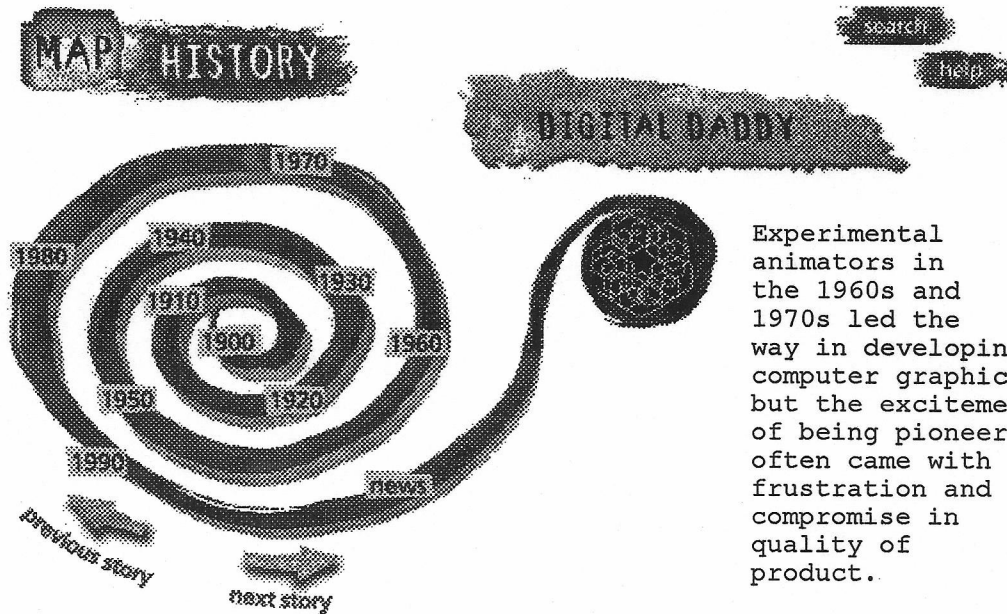 MAP HISTORY
search
help
DIGITAL DADDY
1970
1940
1980
1930
1910
1900
1960
1950
1920
1990
news
previous story
next story
Experimental
animators in
the 1960s and
1970s led the
way in developin
computer graphic
but the exciteme
of being pioneer
often came with
frustration and
compromise in
quality of
product.